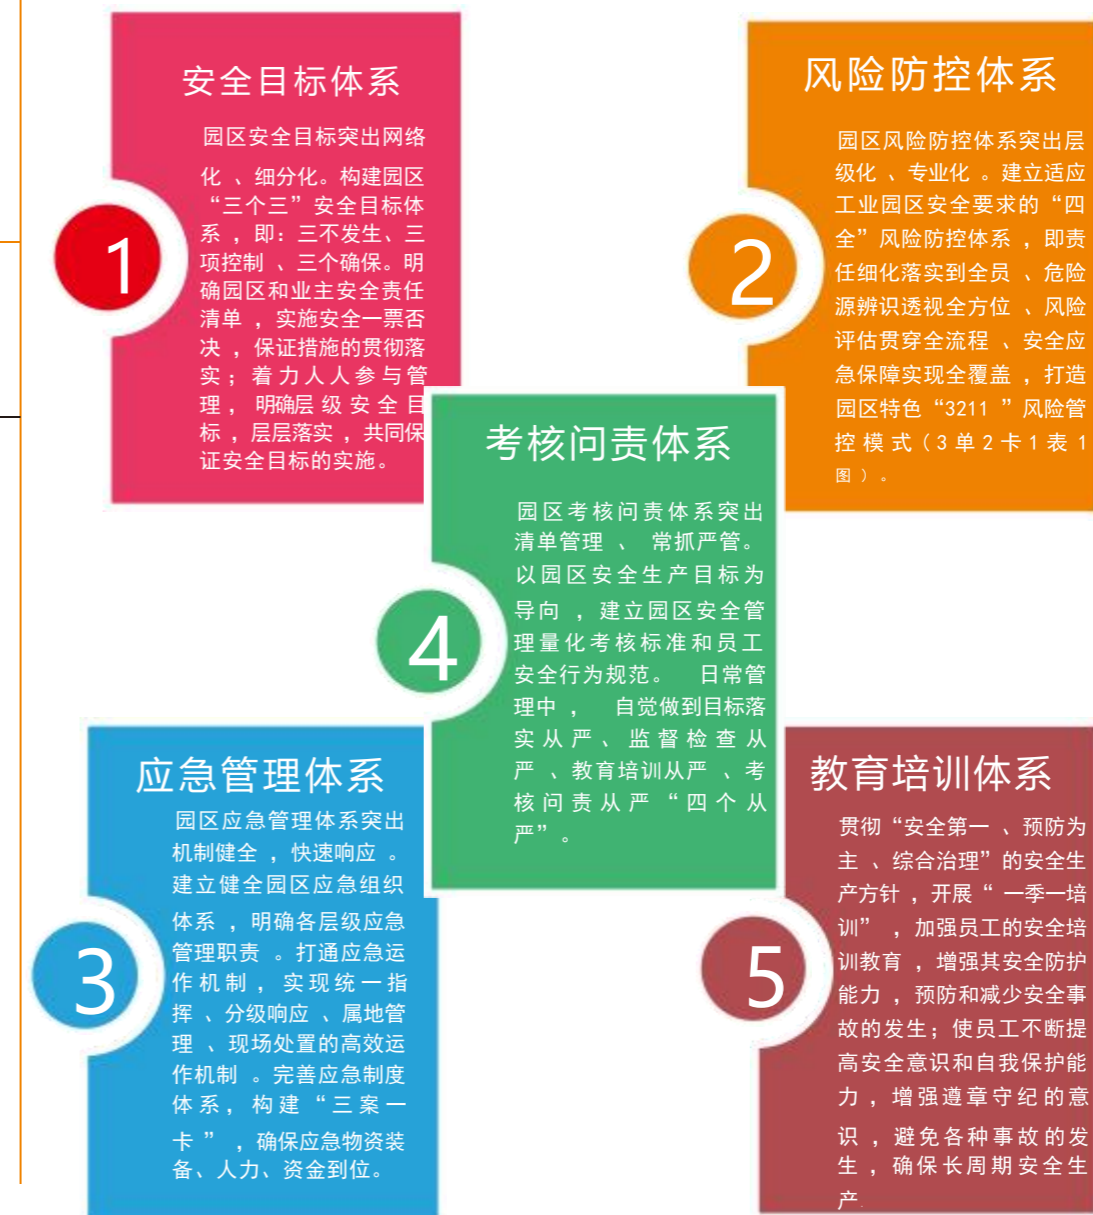 安全目标体系
园区安全目标突出网络
化 、细分化。构建园区
“三个三”安全目标体
系 ，即：三不发生、三
项控制 、三个确保。明
确园区和业主安全责任
清单 ，实施安全一票否
决 ，保证措施的贯彻落
实；着力人人参与管
理， 明确层级安全目
标 ，层层落实 ，共同保
证安全目标的实施。
1
风险防控体系
园区风险防控体系突出层
级化 、专业化 。建立适应
工业园区安全要求的“四
全”风险防控体系 ，即责
任细化落实到全员 、危险
源辨识透视全方位 、风险
评估贯穿全流程 、安全应
急保障实现全覆盖 ，打造
园区特色“3211 ”风险管
控模式（3单2卡1表1
图 ） 。
2
应急管理体系
园区应急管理体系突出
机制健全 ，快速响应 。
建立健全园区应急组织
体系 ，明确各层级应急
管理职责 。打通应急运
作机制， 实现统一指
挥 、分级响应 、属地管
理 、现场处置的高效运
作机制 。完善应急制度
体系， 构建“三案一
卡 ” ，确保应急物资装
备、人力、资金到位。
3
考核问责体系
园区考核问责体系突出
清单管理 、 常抓严管。
以园区安全生产目标为
导向 ，建立园区安全管
理量化考核标准和员工
安全行为规范。 日常管
理中 ， 自觉做到目标落
实从严、监督检查从
严 、教育培训从严 、考
核问责从严“四个从
严”。
4
教育培训体系
贯彻“安全第一 、预防为
主 、综合治理”的安全生
产方针 ，开展“ 一季一培
训” ，加强员工的安全培
训教育 ，增强其安全防护
能力 ，预防和减少安全事
故的发生；使员工不断提
高安全意识和自我保护能
力 ，增强遵章守纪的意
识 ，避免各种事故的发
生 ，确保长周期安全生
产.
5